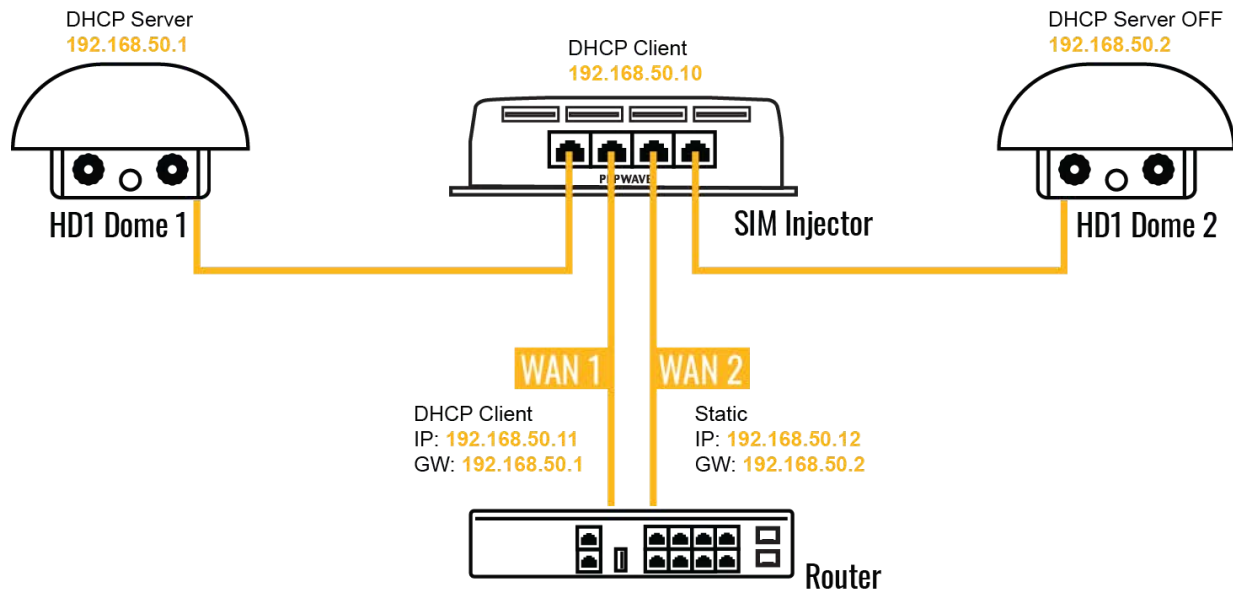 DHCP Server
192.168.50.1
DHCP Client
192.168.50.10
DHCP Server OFF
192.168.50.2
PEPWAVE
HD1 Dome 1
SIM Injector
HD1 Dome 2
WAN 1
WAN 2
DHCP Client
IP: 192.168.50.11
GW: 192.168.50.1
Static
IP: 192.168.50.12
GW: 192.168.50.2
Router